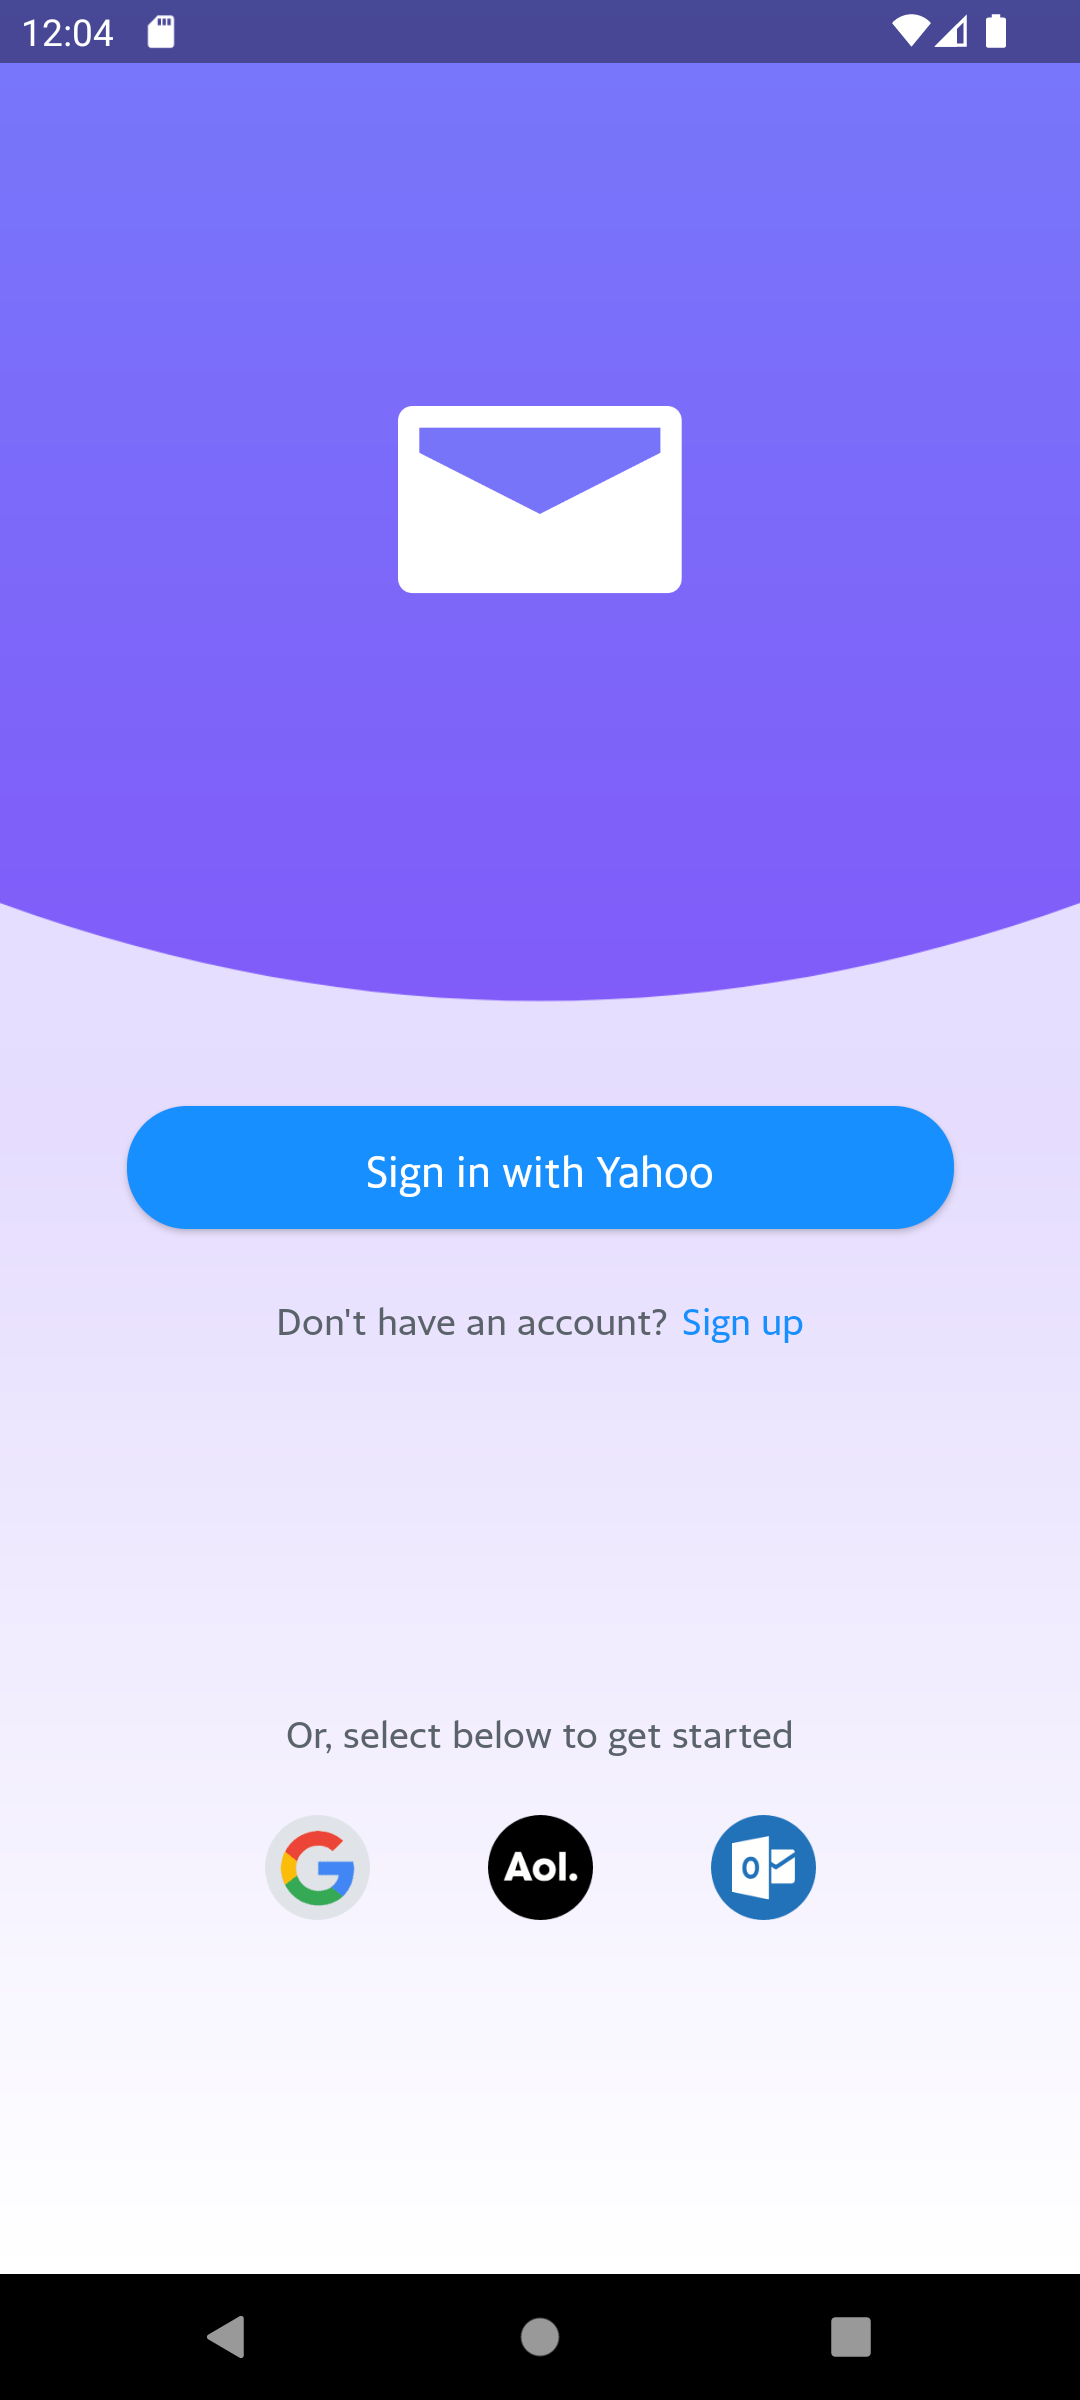 12:04
Sign in with Yahoo
Don't have an account? Sign up
Or, select below to get started
Aol.